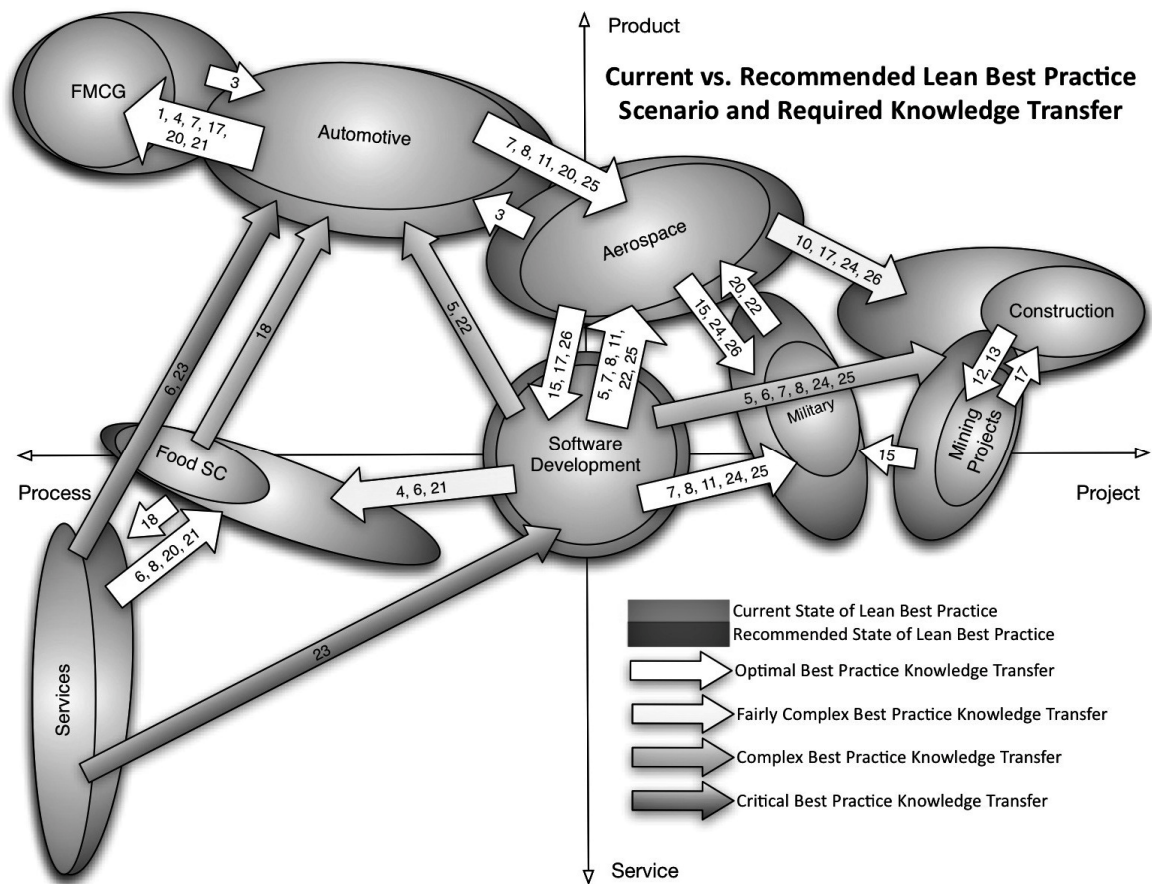 Product
Current vs. Recommended Lean Best Practice
Scenario and Required Knowledge Transfer
FMCG
3
1, 4, 7, 17,
20, 21
Automotive
7, 8, 11, 20, 25
3
Aerospace
10, 17, 24, 26
20, 22
15, 24, 26
Construction
18
5, 22
6, 23
15, 17, 26
5, 7, 8, 11,
22, 25
12, 13
17
5, 6, 7, 8, 24, 25
Military
Mining
Projects
15
Software
Development
Food SC
4, 6, 21
7, 8, 11, 24, 25
Process
Project
18
6, 8, 20, 21
Services
23
Current State of Lean Best Practice
Recommended State of Lean Best Practice
Optimal Best Practice Knowledge Transfer
Fairly Complex Best Practice Knowledge Transfer
Complex Best Practice Knowledge Transfer
Critical Best Practice Knowledge Transfer
Service